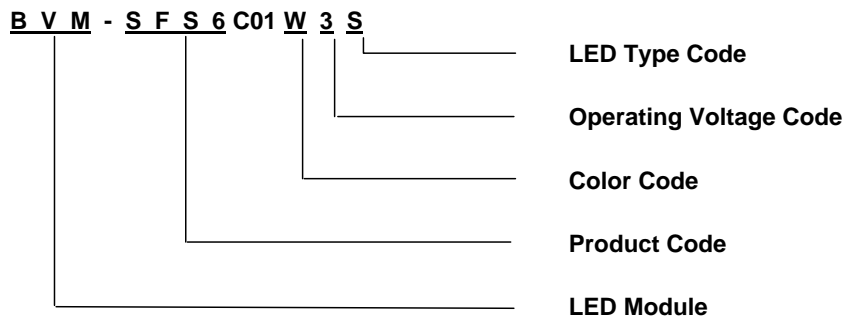 B V M - S F S 6 C01 W 3 S
LED Type Code
Operating Voltage Code
Color Code
Product Code
LED Module